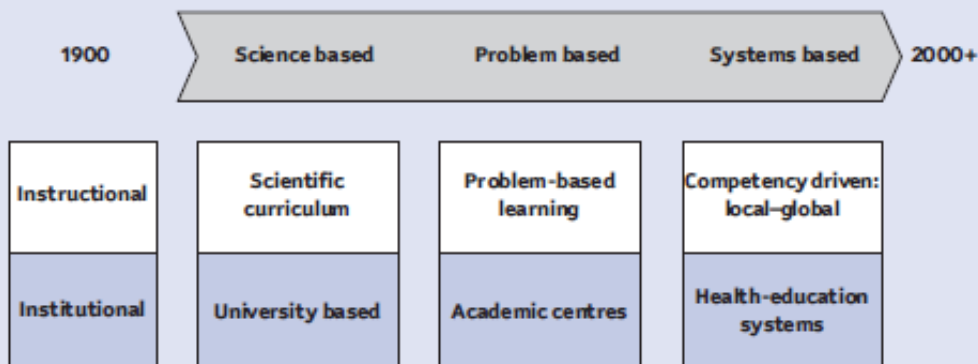 1900 Science based Problem based Systems based 2000+
Instructional
Scientific
curriculum
Problem-based
learning
Competency driven:
local–global
Institutional
University based
Academic centres
Health-education
systems